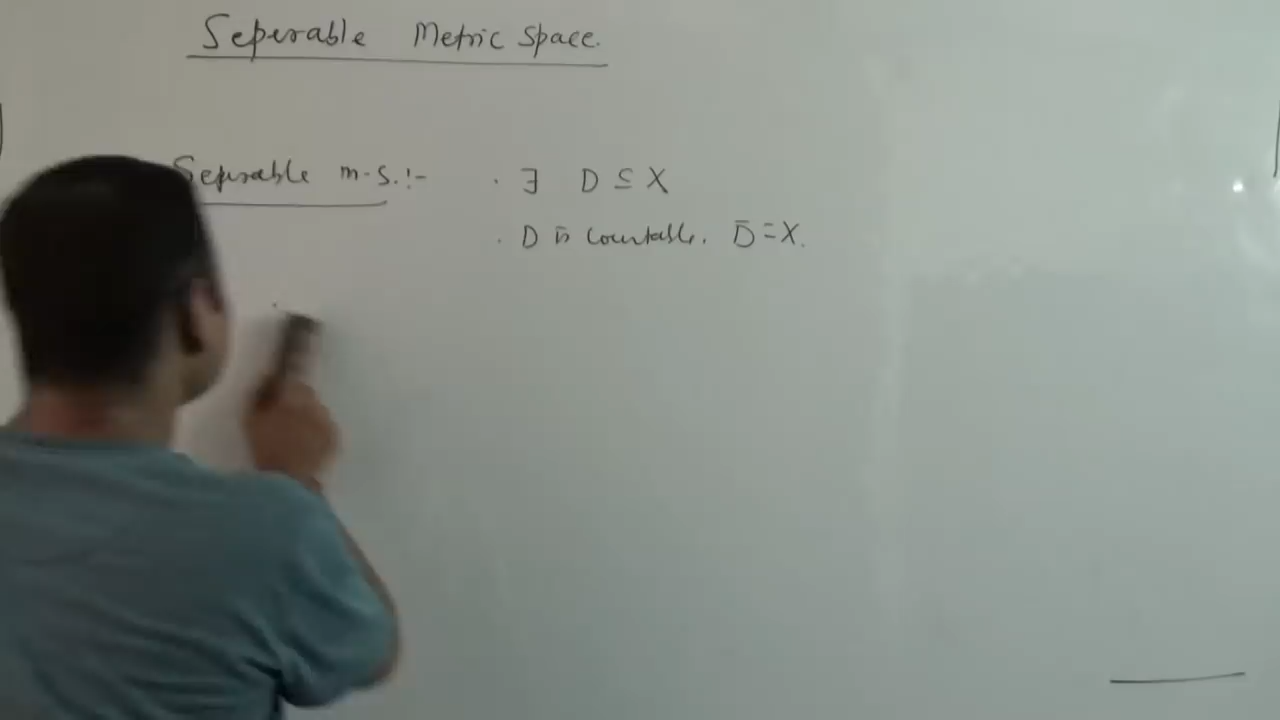 Seperable Metric Space.
Seperable m.s.:- . ∃ D ⊆ X
. D is countable. D̅ = X.